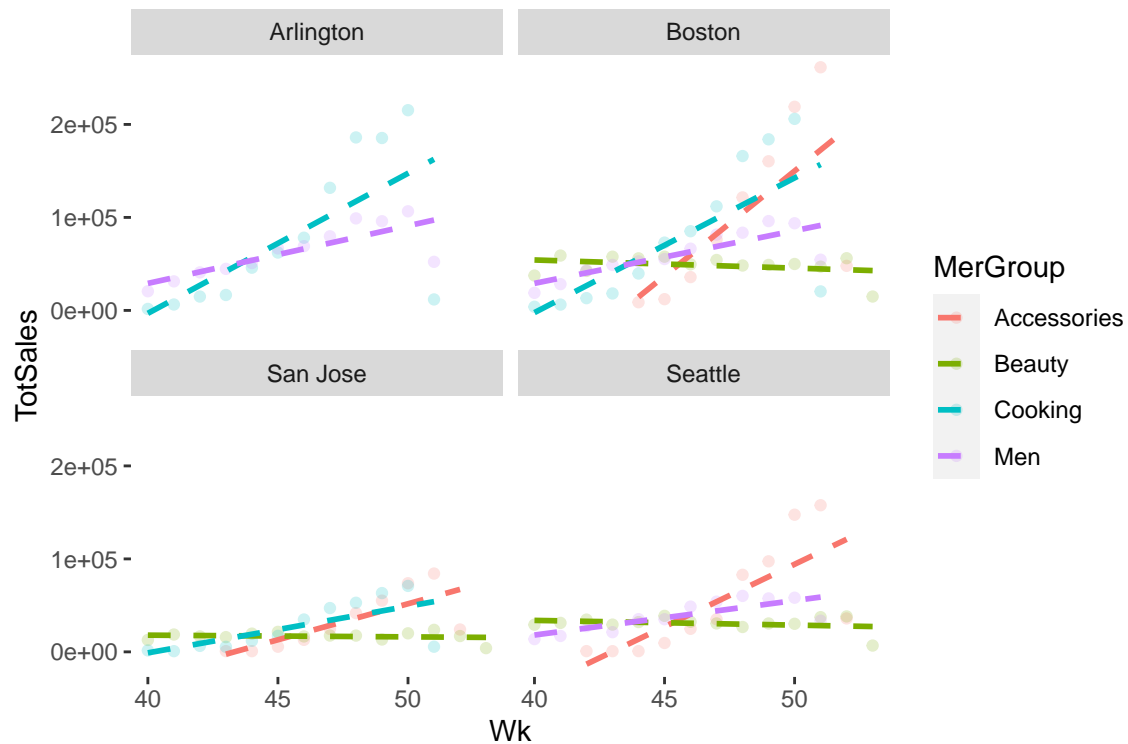 Arlington
Boston
2e+05
1e+05
0e+00
San Jose
Seattle
2e+05
1e+05
0e+00
40
45
50
40
45
50
Wk
TotSales
MerGroup
Accessories
Beauty
Cooking
Men